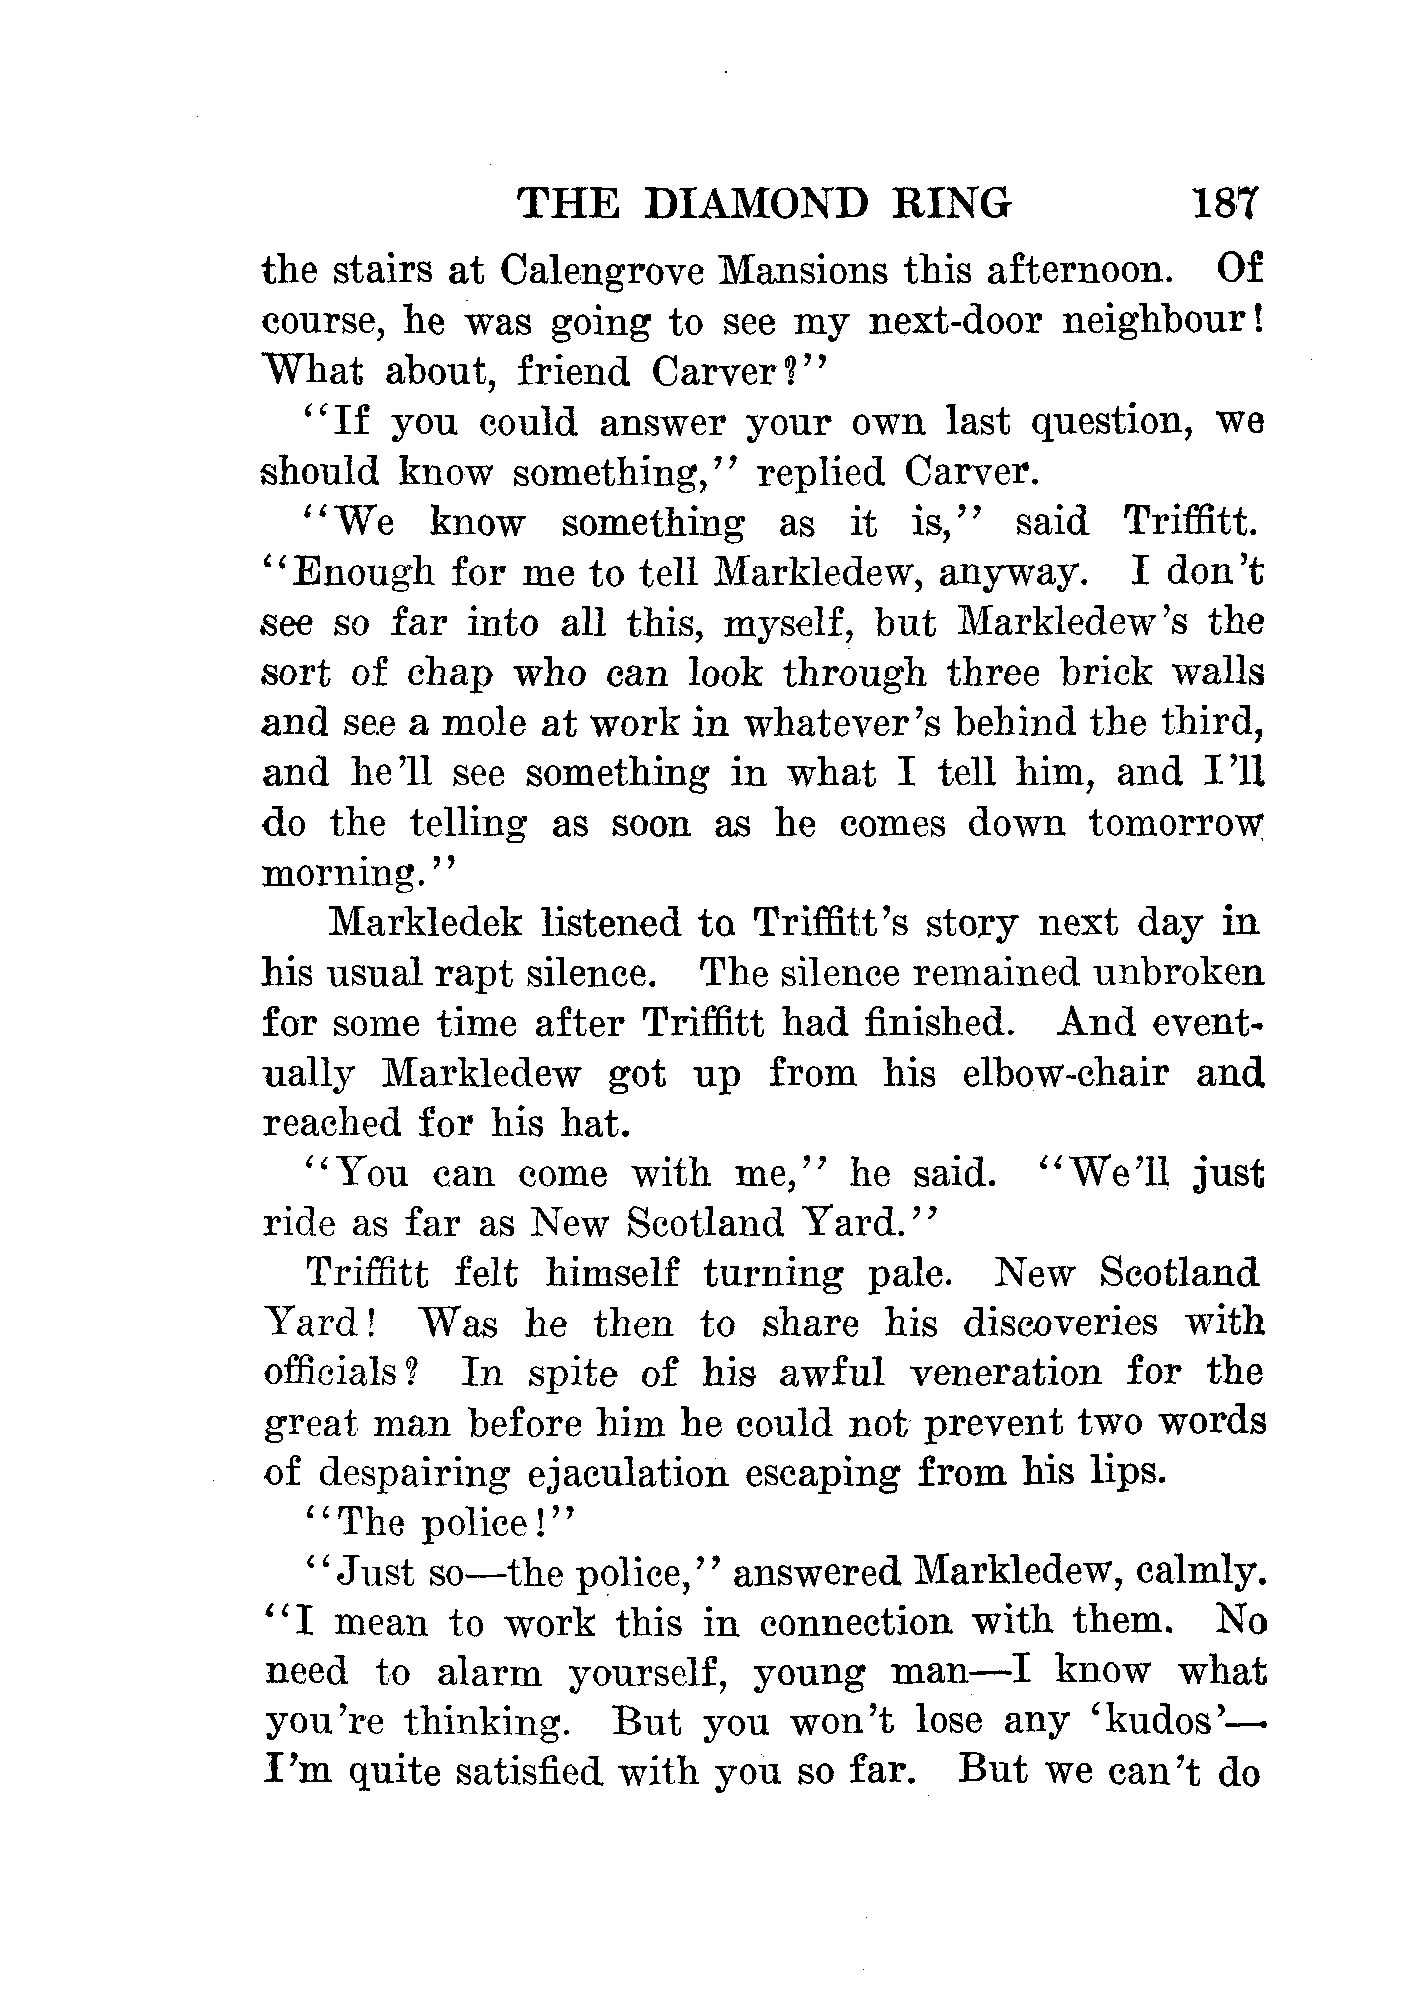 THE DIAMOND RING 187
the stairs at Calengrove Mansions this afternoon. Of
course, he was going to see my next-door neighbour!
What about, friend Carver?"
"If you could answer your own last question, we
should know something," replied Carver.
"We know something as it is," said Triffitt.
"Enough for me to tell Markledew, anyway. I don't
see so far into all this, myself, but Markledew's the
sort of chap who can look through three brick walls
and see a mole at work in whatever's behind the third,
and he'll see something in what I tell him, and I'll
do the telling as soon as he comes down tomorrow
morning."
Markledek listened to Triffitt's story next day in
his usual rapt silence. The silence remained unbroken
for some time after Triffitt had finished. And event-
ually Markledew got up from his elbow-chair and
reached for his hat.
"You can come with me," he said. "We'll just
ride as far as New Scotland Yard."
Triffitt felt himself turning pale. New Scotland
Yard! Was he then to share his discoveries with
officials? In spite of his awful veneration for the
great man before him he could not prevent two words
of despairing ejaculation escaping from his lips.
"The police!"
"Just so—the police," answered Markledew, calmly.
"I mean to work this in connection with them. No
need to alarm yourself, young man—I know what
you're thinking. But you won't lose any 'kudos'—
I'm quite satisfied with you so far. But we can't do